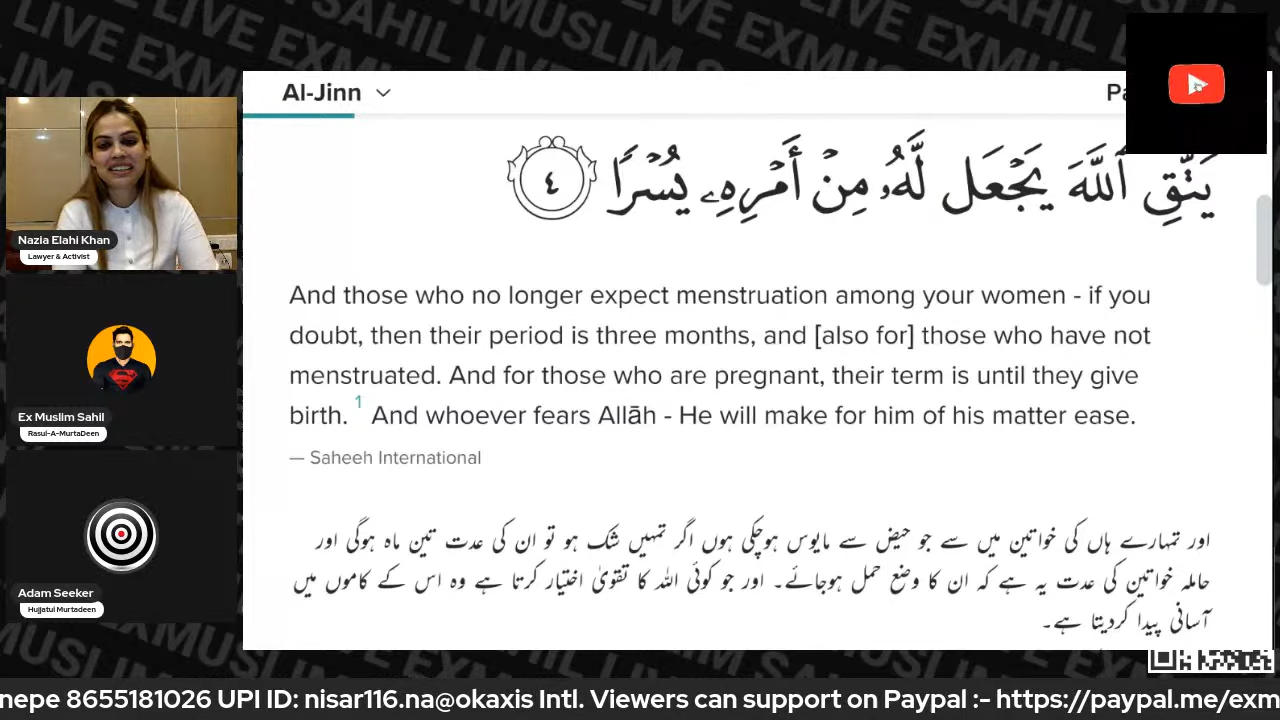 LIVE EXMUSLIM SAHIL LIVE EXMUSLIM SAHIL
Al-Jinn
Pa
يَتَّقِ ٱللَّهَ يَجْعَل لَّهُۥ مِنْ أَمْرِهِۦ يُسْرًا ٤
And those who no longer expect menstruation among your women - if you
doubt, then their period is three months, and [also for] those who have not
menstruated. And for those who are pregnant, their term is until they give
birth. 1 And whoever fears Allāh - He will make for him of his matter ease.
— Saheeh International
اور تمہارے ہاں کی خواتین میں سے جو حیض سے مایوس ہوچکی ہوں اگر تمہیں شک ہو تو ان کی عدت تین ماہ ہوگی اور
حاملہ خواتین کی عدت یہ ہے کہ ان کا وضع حمل ہوجائے۔ اور جو کوئی اللہ کا تقویٰ اختیار کرتا ہے وہ اس کے کاموں میں
آسانی پیدا کردیتا ہے۔
Nazia Elahi Khan
Lawyer & Activist
Ex Muslim Sahil
Rasul-A-MurtaDeen
Adam Seeker
Hujjatul Murtadeen
nepe 8655181026 UPI ID: nisar116.na@okaxis Intl. Viewers can support on Paypal :- https://paypal.me/exm